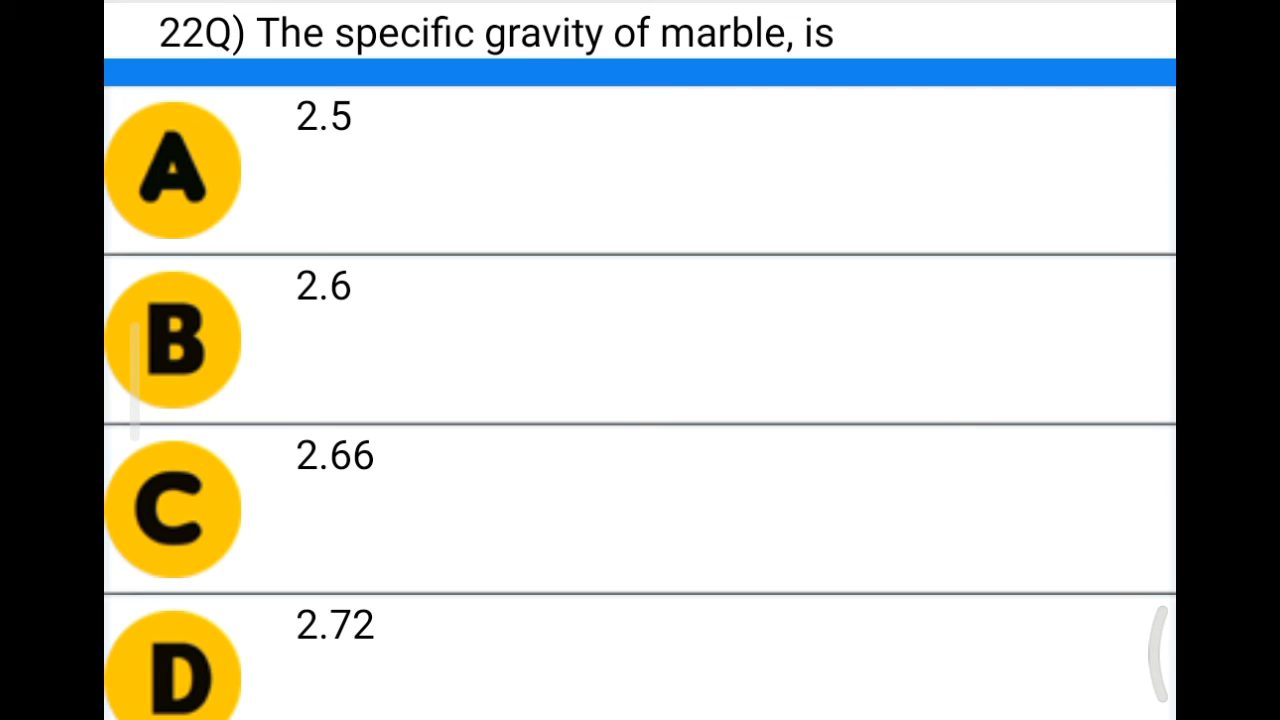 22Q) The specific gravity of marble, is
A 2.5
B 2.6
C 2.66
D 2.72